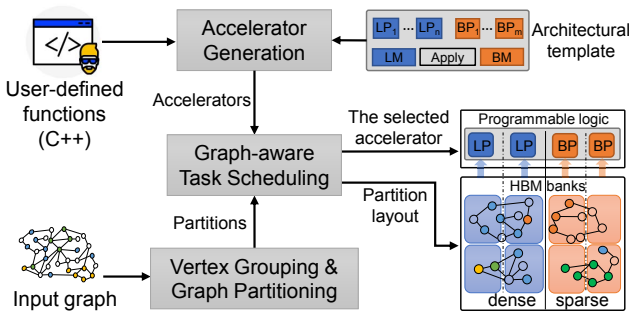 </>
User-defined
functions
(C++)
Accelerator
Generation
LP1 ... LPn BP1 ... BPm
LM Apply BM
Architectural
template
Accelerators
Graph-aware
Task Scheduling
The selected
accelerator
Partition
layout
Programmable logic
LP LP BP BP
HBM banks
dense sparse
Partitions
Vertex Grouping &
Graph Partitioning
Input graph